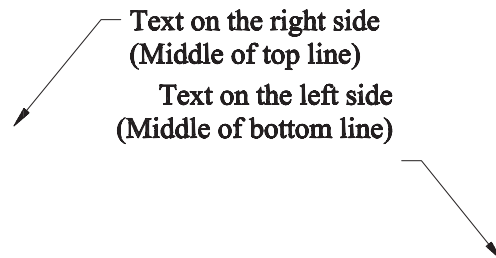 Text on the right side
(Middle of top line)
Text on the left side
(Middle of bottom line)